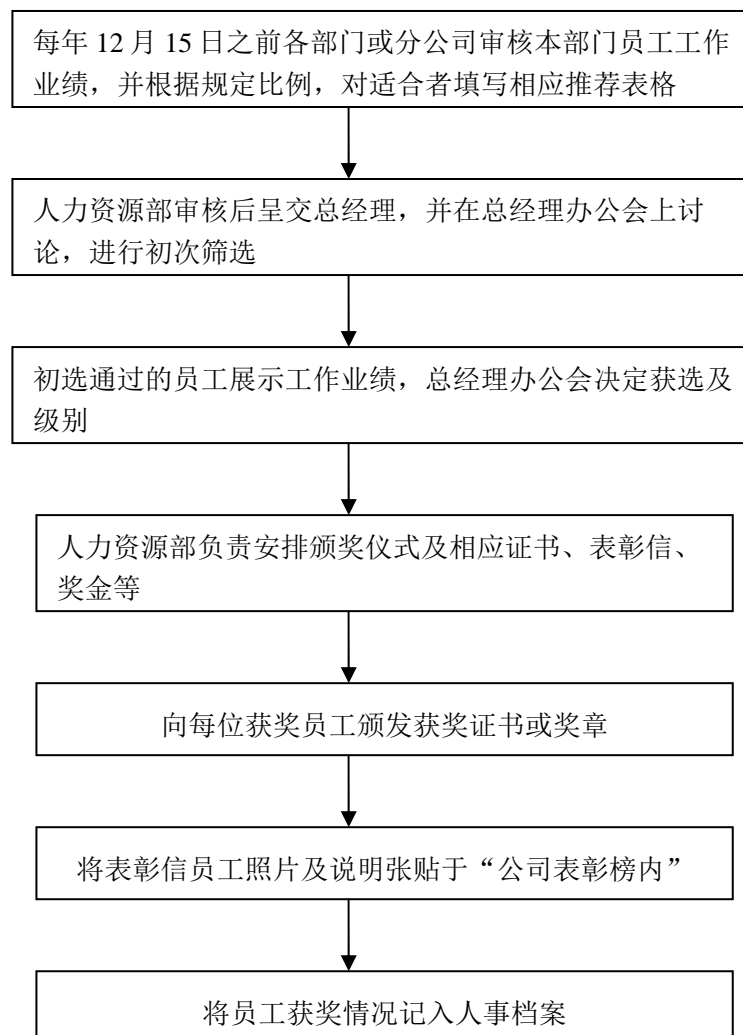 每年 12 月 15 日之前各部门或分公司审核本部门员工工作
业绩，并根据规定比例，对适合者填写相应推荐表格
人力资源部审核后呈交总经理，并在总经理办公会上讨
论，进行初次筛选
初选通过的员工展示工作业绩，总经理办公会决定获选及
级别
人力资源部负责安排颁奖仪式及相应证书、表彰信、
奖金等
向每位获奖员工颁发获奖证书或奖章
将表彰信员工照片及说明张贴于“公司表彰榜内”
将员工获奖情况记入人事档案